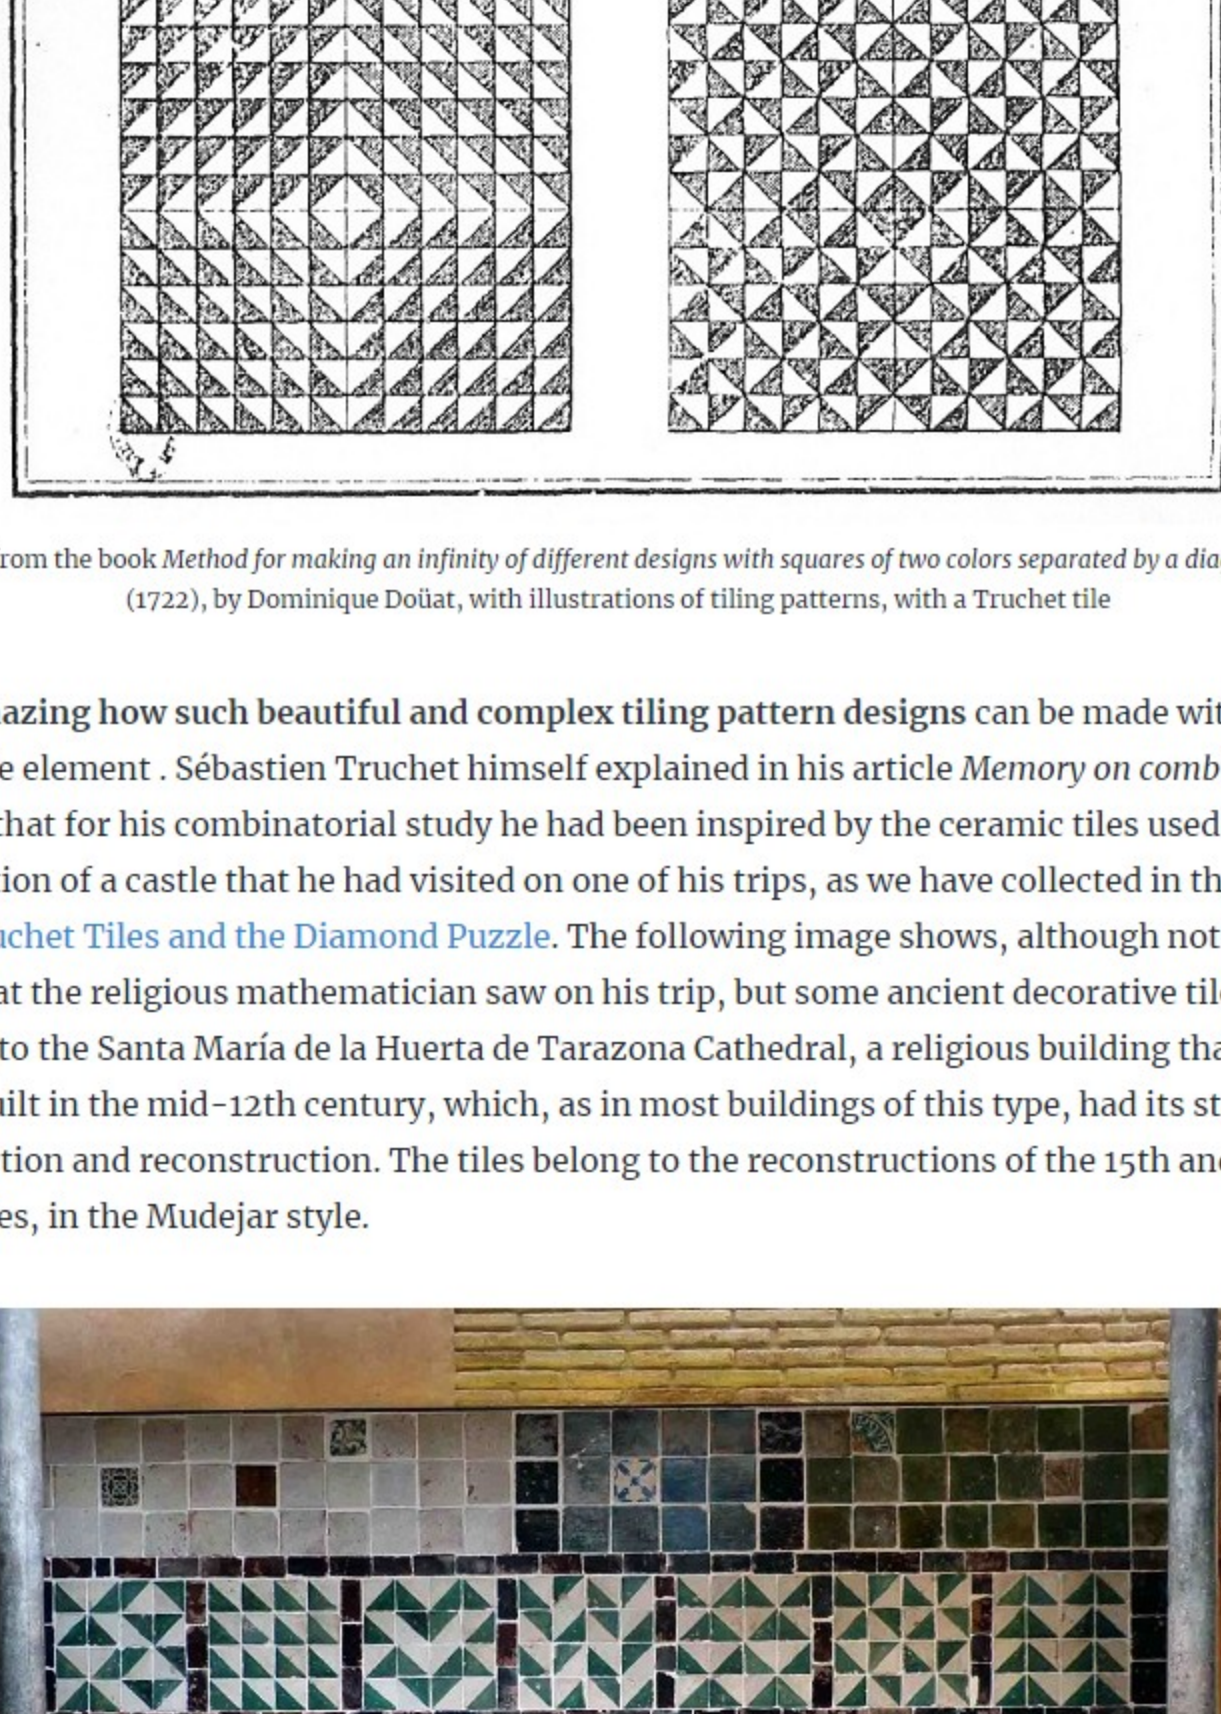 rom the book Method for making an infinity of different designs with squares of two colors separated by a dia
(1722), by Dominique Doüat, with illustrations of tiling patterns, with a Truchet tile
azing how such beautiful and complex tiling pattern designs can be made wit
e element . Sébastien Truchet himself explained in his article Memory on comb
that for his combinatorial study he had been inspired by the ceramic tiles used
tion of a castle that he had visited on one of his trips, as we have collected in th
uchet Tiles and the Diamond Puzzle. The following image shows, although not
at the religious mathematician saw on his trip, but some ancient decorative til
to the Santa María de la Huerta de Tarazona Cathedral, a religious building tha
uilt in the mid-12th century, which, as in most buildings of this type, had its st
tion and reconstruction. The tiles belong to the reconstructions of the 15th and
es, in the Mudejar style.